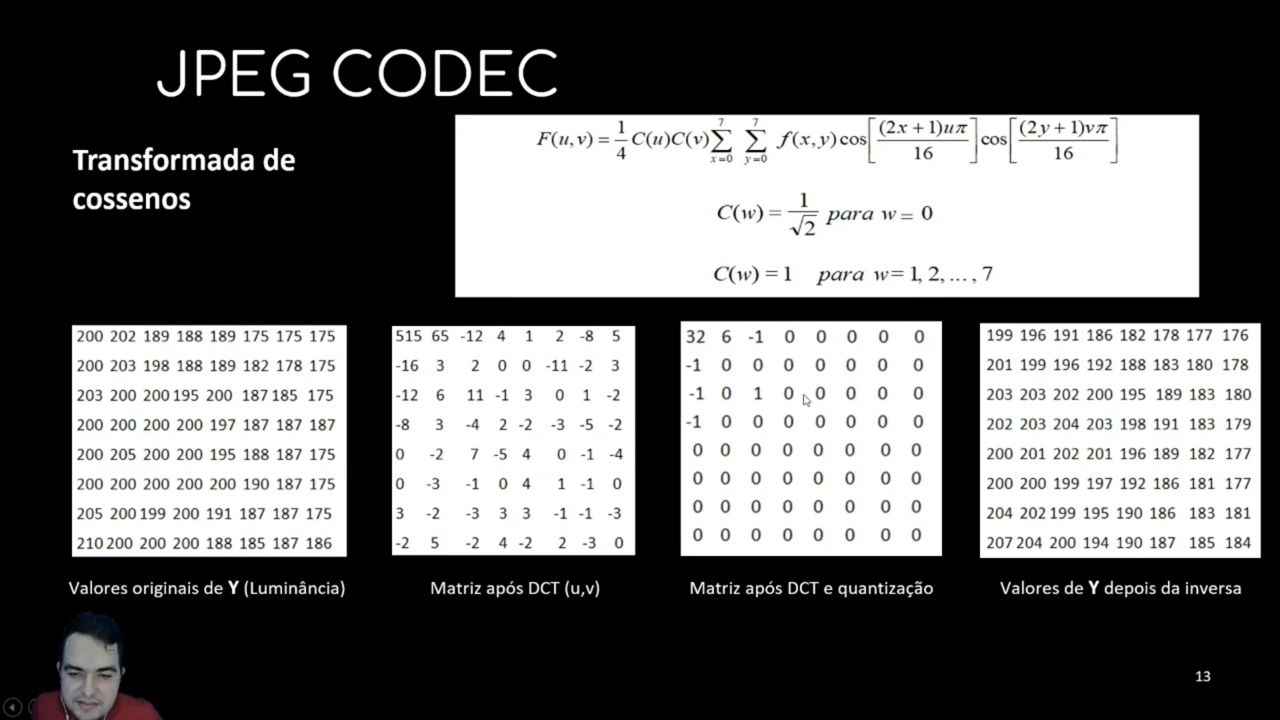 JPEG CODEC
Transformada de
cossenos
F(u,v) = 1/4 C(u)C(v) ∑_{x=0}^{7} ∑_{y=0}^{7} f(x,y) cos[(2x+1)uπ/16] cos[(2y+1)vπ/16]
C(w) = 1/√2 para w = 0
C(w) = 1 para w = 1, 2, ... , 7
200 202 189 188 189 175 175 175
200 203 198 188 189 182 178 175
203 200 200 195 200 187 185 175
200 200 200 200 197 187 187 187
200 205 200 200 195 188 187 175
200 200 200 200 200 190 187 175
205 200 199 200 191 187 187 175
210 200 200 200 188 185 187 186
Valores originais de Y (Luminância)
515 65 -12 4 1 2 -8 5
-16 3 2 0 0 -11 -2 3
-12 6 11 -1 3 0 1 -2
-8 3 -4 2 -2 -3 -5 -2
0 -2 7 -5 4 0 -1 -4
0 -3 -1 0 4 1 -1 0
3 -2 -3 3 3 -1 -1 -3
-2 5 -2 4 -2 2 -3 0
Matriz após DCT (u,v)
32 6 -1 0 0 0 0 0
-1 0 0 0 0 0 0 0
-1 0 1 0 0 0 0 0
-1 0 0 0 0 0 0 0
0 0 0 0 0 0 0 0
0 0 0 0 0 0 0 0
0 0 0 0 0 0 0 0
0 0 0 0 0 0 0 0
Matriz após DCT e quantização
199 196 191 186 182 178 177 176
201 199 196 192 188 183 180 178
203 203 202 200 195 189 183 180
202 203 204 203 198 191 183 179
200 201 202 201 196 189 182 177
200 200 199 197 192 186 181 177
204 202 199 195 190 186 183 181
207 204 200 194 190 187 185 184
Valores de Y depois da inversa
13